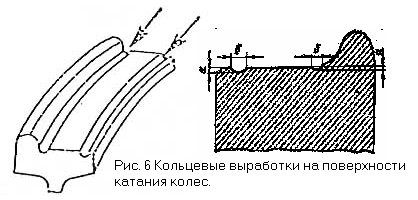 Рис. 6 Кольцевые выработки на поверхности
катания колес.